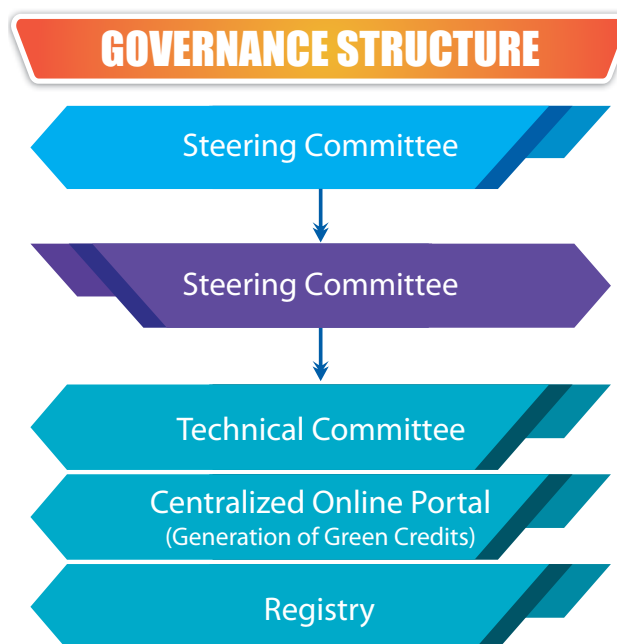 GOVERNANCE STRUCTURE
Steering Committee
Steering Committee
Technical Committee
Centralized Online Portal
(Generation of Green Credits)
Registry